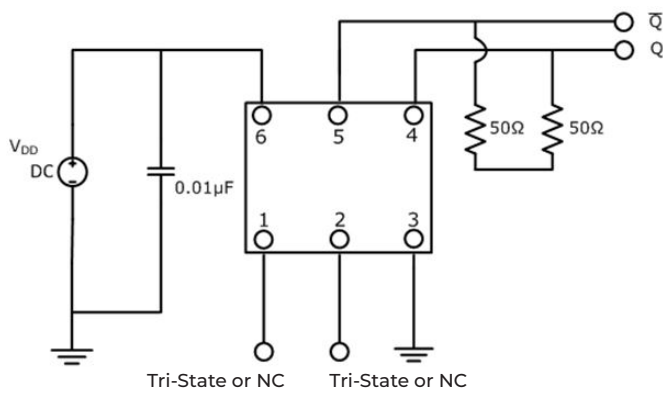 Q̅
Q
6 5 4
50Ω 50Ω
V_DD
DC
+
-
0.01μF
1 2 3
Tri-State or NC Tri-State or NC